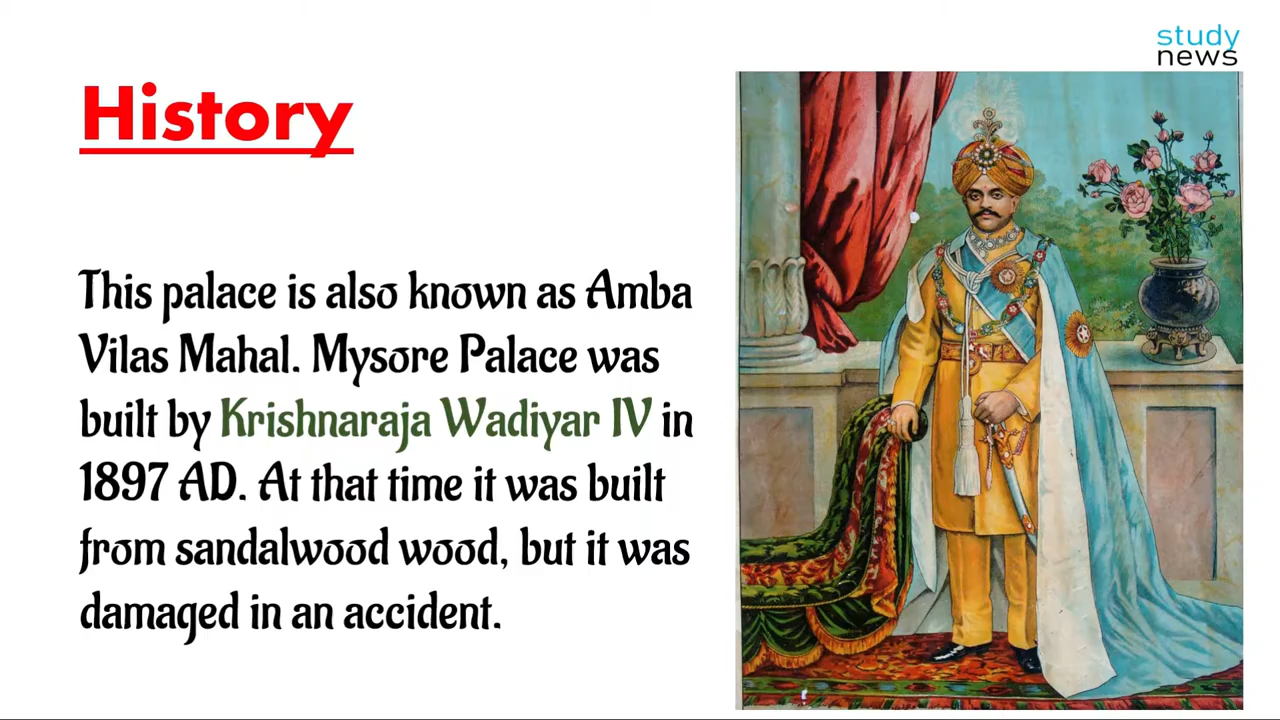 study
news
History
This palace is also known as Amba
Vilas Mahal. Mysore Palace was
built by Krishnaraja Wadiyar IV in
1897 AD. At that time it was built
from sandalwood wood, but it was
damaged in an accident.